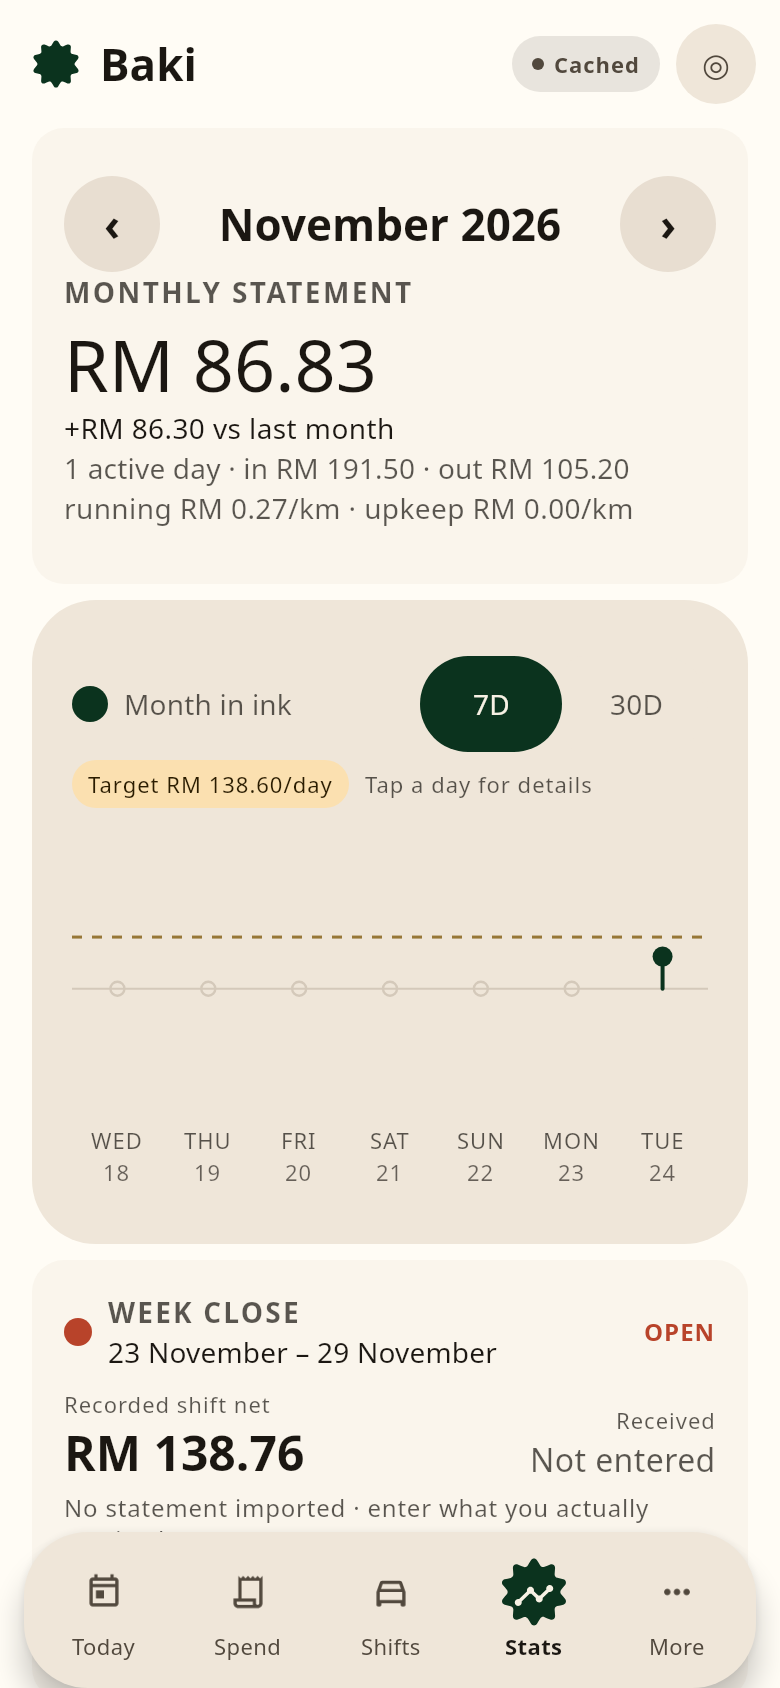 Baki
Cached
November 2026
MONTHLY STATEMENT
RM 86.83
+RM 86.30 vs last month
1 active day · in RM 191.50 · out RM 105.20
running RM 0.27/km · upkeep RM 0.00/km
Month in ink
7D
30D
Target RM 138.60/day
Tap a day for details
WED THU FRI SAT SUN MON TUE
18 19 20 21 22 23 24
WEEK CLOSE
23 November – 29 November
OPEN
Recorded shift net
RM 138.76
Received
Not entered
No statement imported · enter what you actually
Today
Spend
Shifts
Stats
More